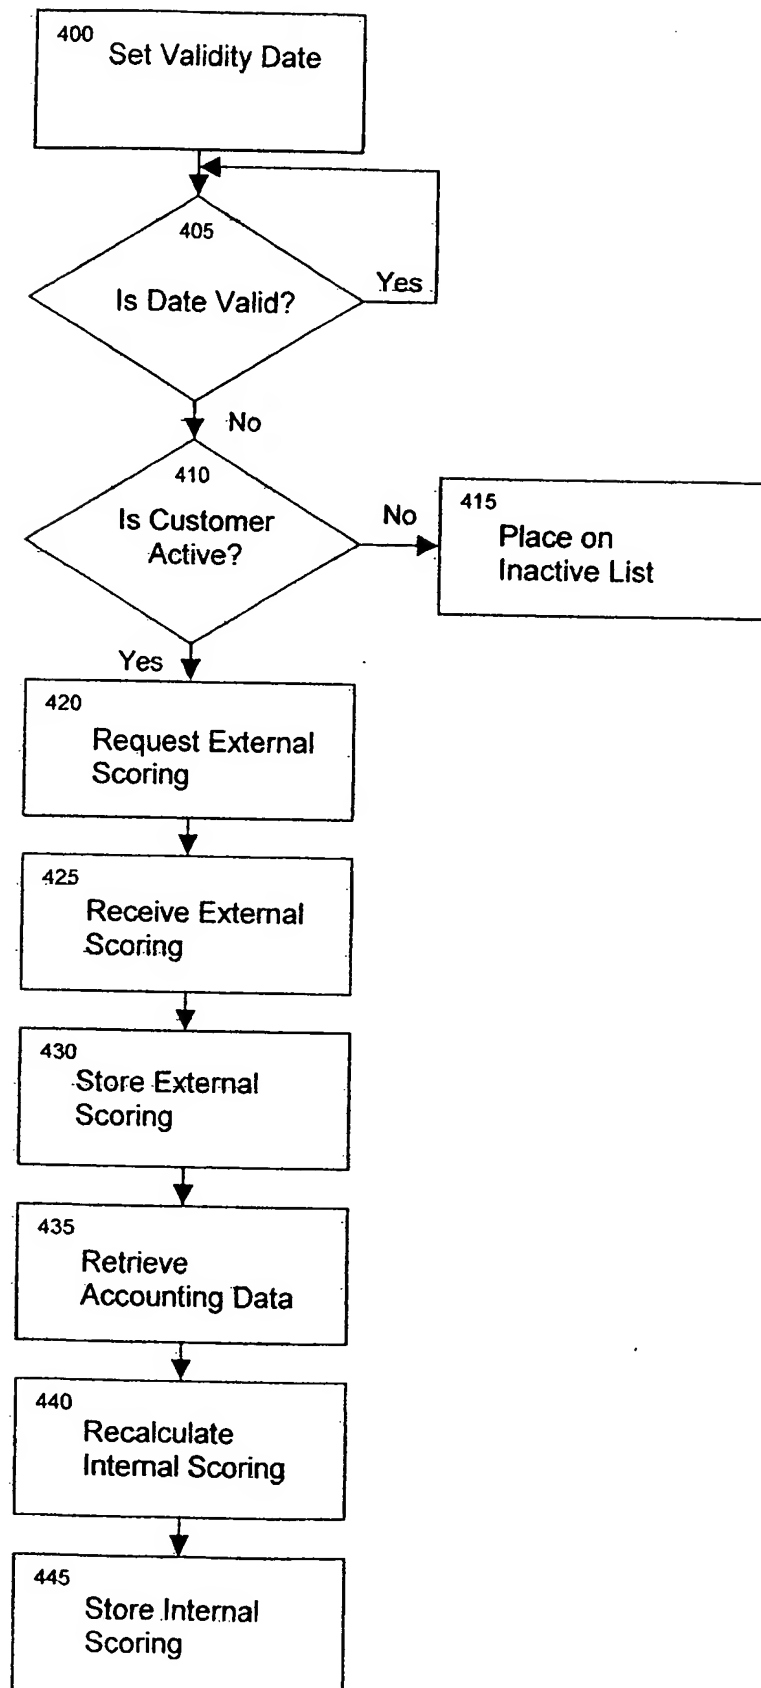 400
Set Validity Date
405
Is Date Valid?
Yes
No
410
Is Customer
Active?
No
415
Place on
Inactive List
Yes
420
Request External
Scoring
425
Receive External
Scoring
430
Store External
Scoring
435
Retrieve
Accounting Data
440
Recalculate
Internal Scoring
445
Store Internal
Scoring